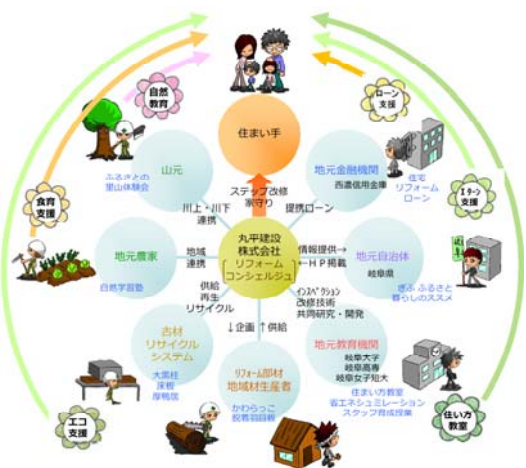 自然
教育
ローン
支援
住まい手
山元
ふるさとの
里山体験会
地元金融機関
西濃信用金庫
住宅
リフォーム
ローン
ステップ改修
家守り
川上・川下
連携
提携ローン
食育
支援
Iターン
支援
丸平建設
株式会社
リフォーム
コンシェルジュ
地元農家
自然学習塾
地域
連携
情報提供→
←HP掲載
地元自治体
岐阜県
ぎふ ふるさと
暮らしのススメ
供給
再生
リサイクル
インスペクション
改修技術
共同研究・開発
古材
リサイクル
システム
大黒柱
床板
厚鴨居
↓企画 ↑供給
地元教育機関
岐阜大学
岐阜高専
岐阜女子短大
住まい方教室
省エネシュミレーション
スタッフ育成授業
リフォーム部材
地域材生産者
かわらっこ
脱着羽目板
エコ
支援
住い方
教室